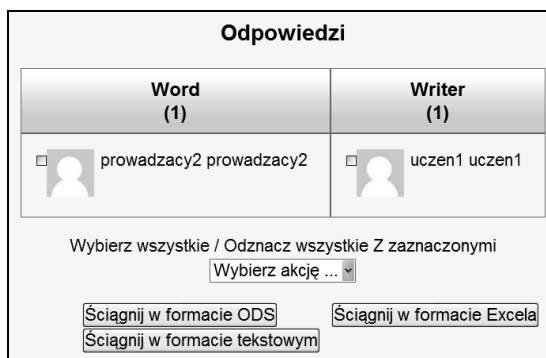 Odpowiedzi
Word
(1)
Writer
(1)
prowadzacy2 prowadzacy2
uczen1 uczen1
Wybierz wszystkie / Odznacz wszystkie Z zaznaczonymi
Wybierz akcję ...
Ściągnij w formacie ODS
Ściągnij w formacie Excela
Ściągnij w formacie tekstowym